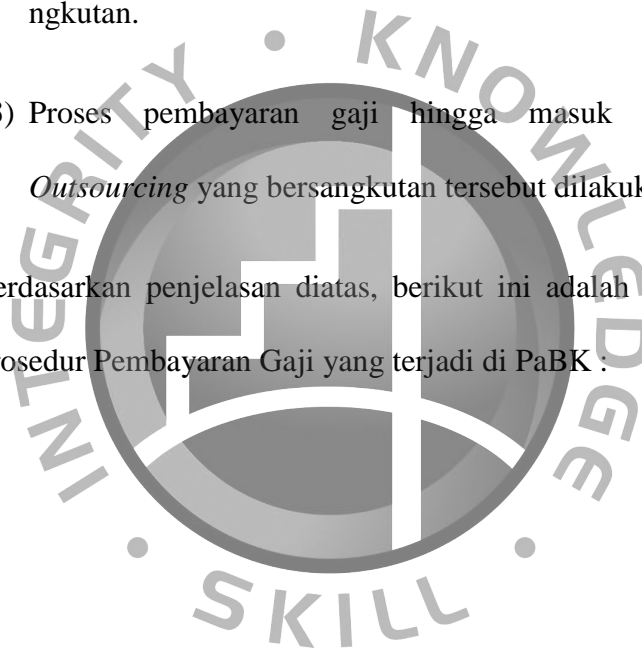 ngkutan.
) Proses pembayaran gaji hingga masuk
Outsourcing yang bersangkutan tersebut dilakuk
erdasarkan penjelasan diatas, berikut ini adalah
rosedur Pembayaran Gaji yang terjadi di PaBK :
INTEGRITY • KNOWLEDGE • SKILL •